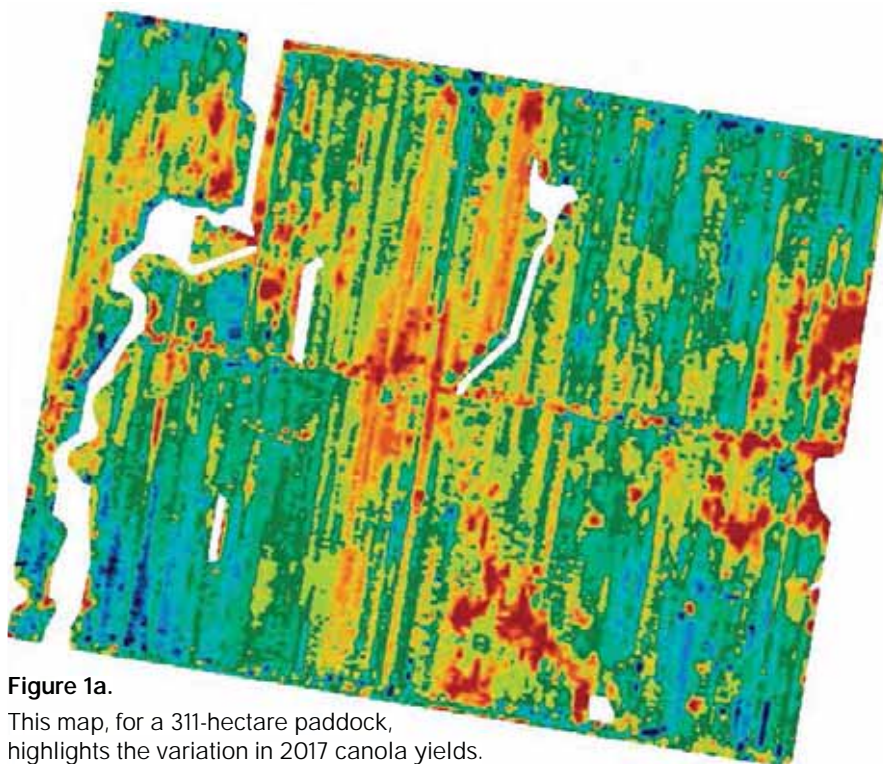 Figure 1a.
This map, for a 311-hectare paddock,
highlights the variation in 2017 canola yields.